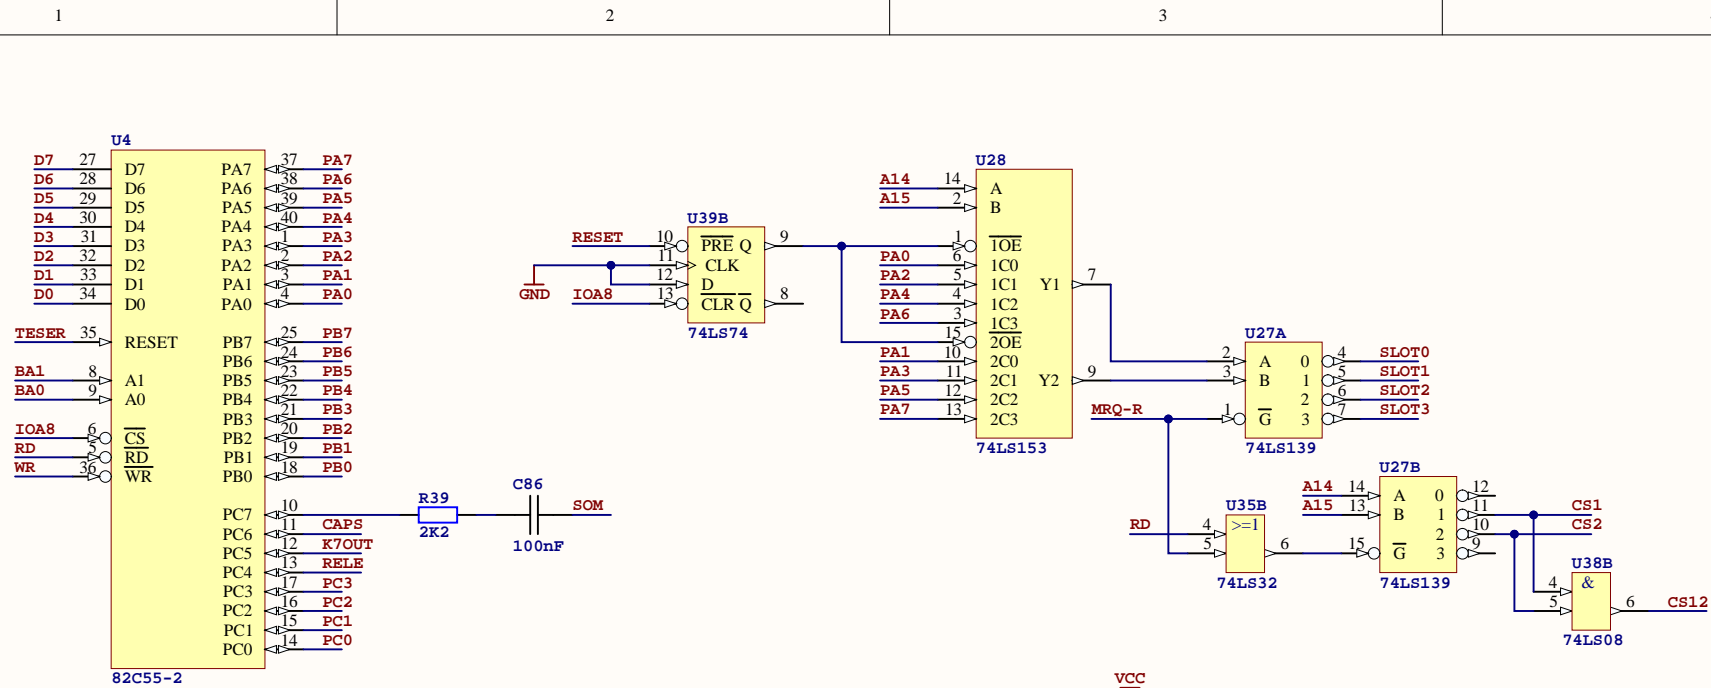 1 2 3
U4
D7 27 D7 PA7 37 PA7
D6 28 D6 PA6 38 PA6
D5 29 D5 PA5 39 PA5
D4 30 D4 PA4 40 PA4
D3 31 D3 PA3 1 PA3
D2 32 D2 PA2 2 PA2
D1 33 D1 PA1 3 PA1
D0 34 D0 PA0 4 PA0
TESER 35 RESET PB7 25 PB7
PB6 24 PB6
BA1 8 A1 PB5 23 PB5
BA0 9 A0 PB4 22 PB4
PB3 21 PB3
IOA8 6 CS PB2 20 PB2
RD 5 RD PB1 19 PB1
WR 36 WR PB0 18 PB0
PC7 10
PC6 11 CAPS
PC5 12 K7OUT
PC4 13 RELE
PC3 17 PC3
PC2 16 PC2
PC1 15 PC1
PC0 14 PC0
82C55-2
R39
2K2
C86
100nF
SOM
U39B
RESET 10 PRE Q 9
11 CLK
12 D
GND
IOA8 13 CLR Q 8
74LS74
U28
A14 14 A
A15 2 B
1 1OE
PA0 6 1C0
PA2 5 1C1 Y1 7
PA4 4 1C2
PA6 3 1C3
15 2OE
PA1 10 2C0
PA3 11 2C1 Y2 9
PA5 12 2C2
PA7 13 2C3
74LS153
U27A
2 A 0 4 SLOT0
3 B 1 5 SLOT1
2 6 SLOT2
MRQ-R 1 G 3 7 SLOT3
74LS139
U27B
A14 14 A 0 12
A15 13 B 1 11 CS1
2 10 CS2
15 G 3 9
74LS139
U35B
RD 4 >=1
5 6
74LS32
U38B
4 &
5 6 CS12
74LS08
VCC